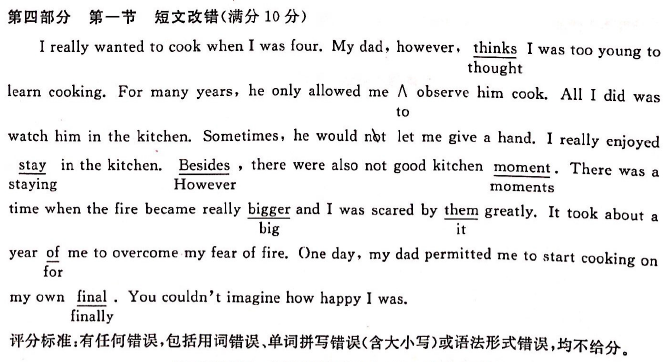 第四部分 第一节 短文改错(满分10分)
I really wanted to cook when I was four. My dad, however, thinks I was too young to
thought
learn cooking. For many years, he only allowed me ∧ observe him cook. All I did was
to
watch him in the kitchen. Sometimes, he would not let me give a hand. I really enjoyed
stay in the kitchen. Besides, there were also not good kitchen moment. There was a
staying However moments
time when the fire became really bigger and I was scared by them greatly. It took about a
big it
year of me to overcome my fear of fire. One day, my dad permitted me to start cooking on
for
my own final. You couldn't imagine how happy I was.
finally
评分标准:有任何错误,包括用词错误、单词拼写错误(含大小写)或语法形式错误,均不给分。